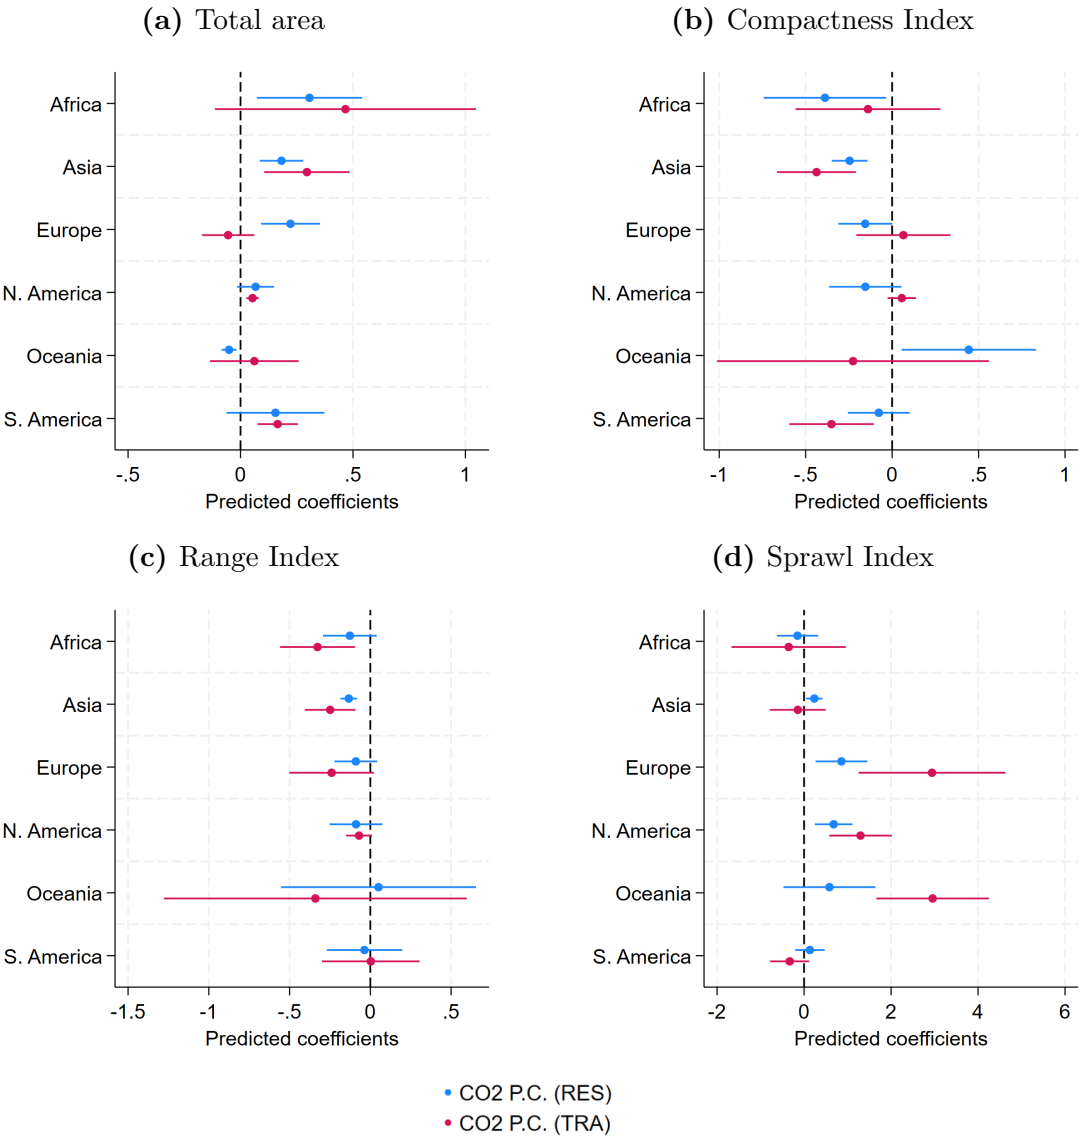 (a) Total area
(b) Compactness Index
Africa
Asia
Europe
N. America
Oceania
S. America
-.5 0 .5 1
Predicted coefficients
Africa
Asia
Europe
N. America
Oceania
S. America
-1 -.5 0 .5 1
Predicted coefficients
(c) Range Index
(d) Sprawl Index
Africa
Asia
Europe
N. America
Oceania
S. America
-1.5 -1 -.5 0 .5
Predicted coefficients
Africa
Asia
Europe
N. America
Oceania
S. America
-2 0 2 4 6
Predicted coefficients
CO2 P.C. (RES)
CO2 P.C. (TRA)